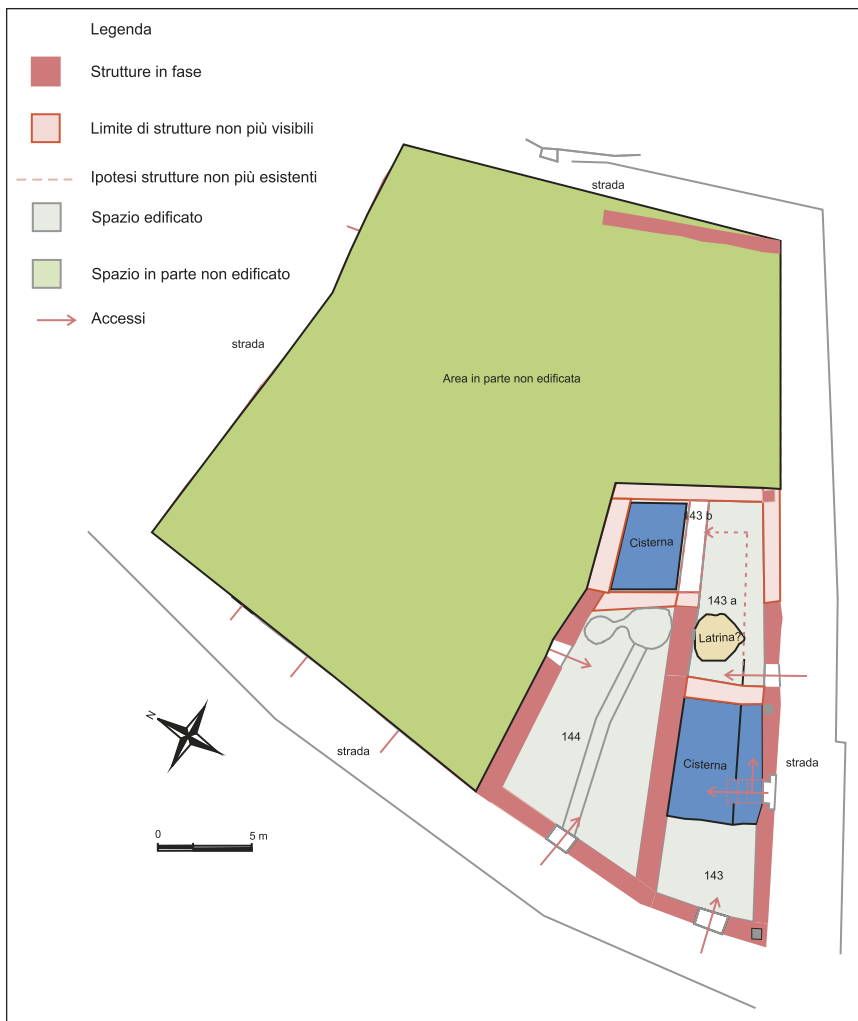 Legenda
Strutture in fase
Limite di strutture non più visibili
Ipotesi strutture non più esistenti
Spazio edificato
Spazio in parte non edificato
Accessi
strada
strada
Area in parte non edificata
143 b
Cisterna
143 a
Latrina?
N
144
strada
Cisterna
strada
0
5 m
143